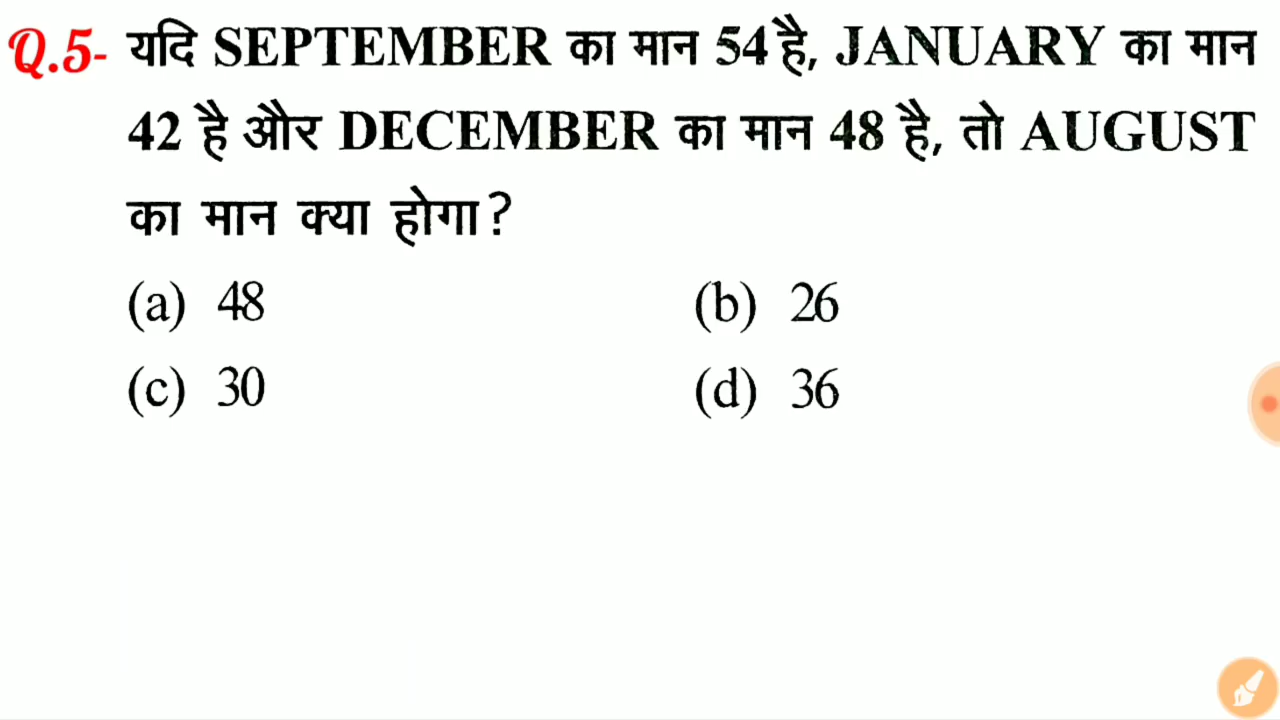 Q.5- यदि SEPTEMBER का मान 54 है, JANUARY का मान
42 है और DECEMBER का मान 48 है, तो AUGUST
का मान क्या होगा?
(a) 48 (b) 26
(c) 30 (d) 36